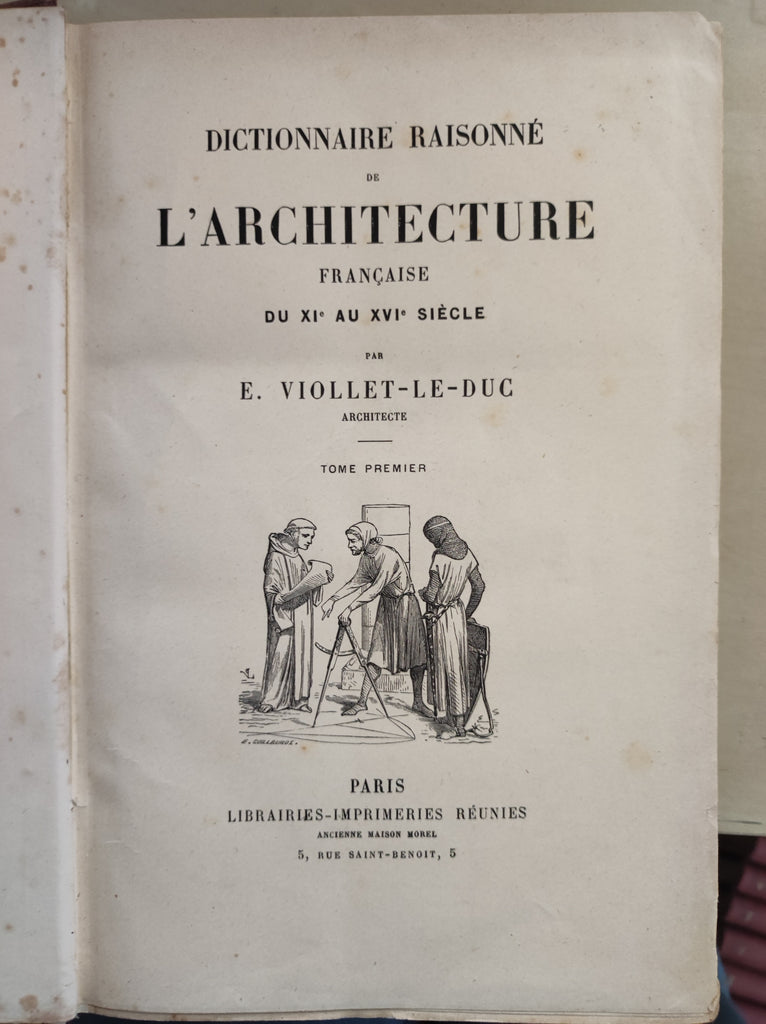 DICTIONNAIRE RAISONNÉ
DE
L'ARCHITECTURE
FRANÇAISE
DU XIe AU XVIe SIÈCLE
PAR
E. VIOLLET-LE-DUC
ARCHITECTE
TOME PREMIER
E. GUILLAUMOT.
PARIS
LIBRAIRIES-IMPRIMERIES RÉUNIES
ANCIENNE MAISON MOREL
5, RUE SAINT-BENOIT, 5